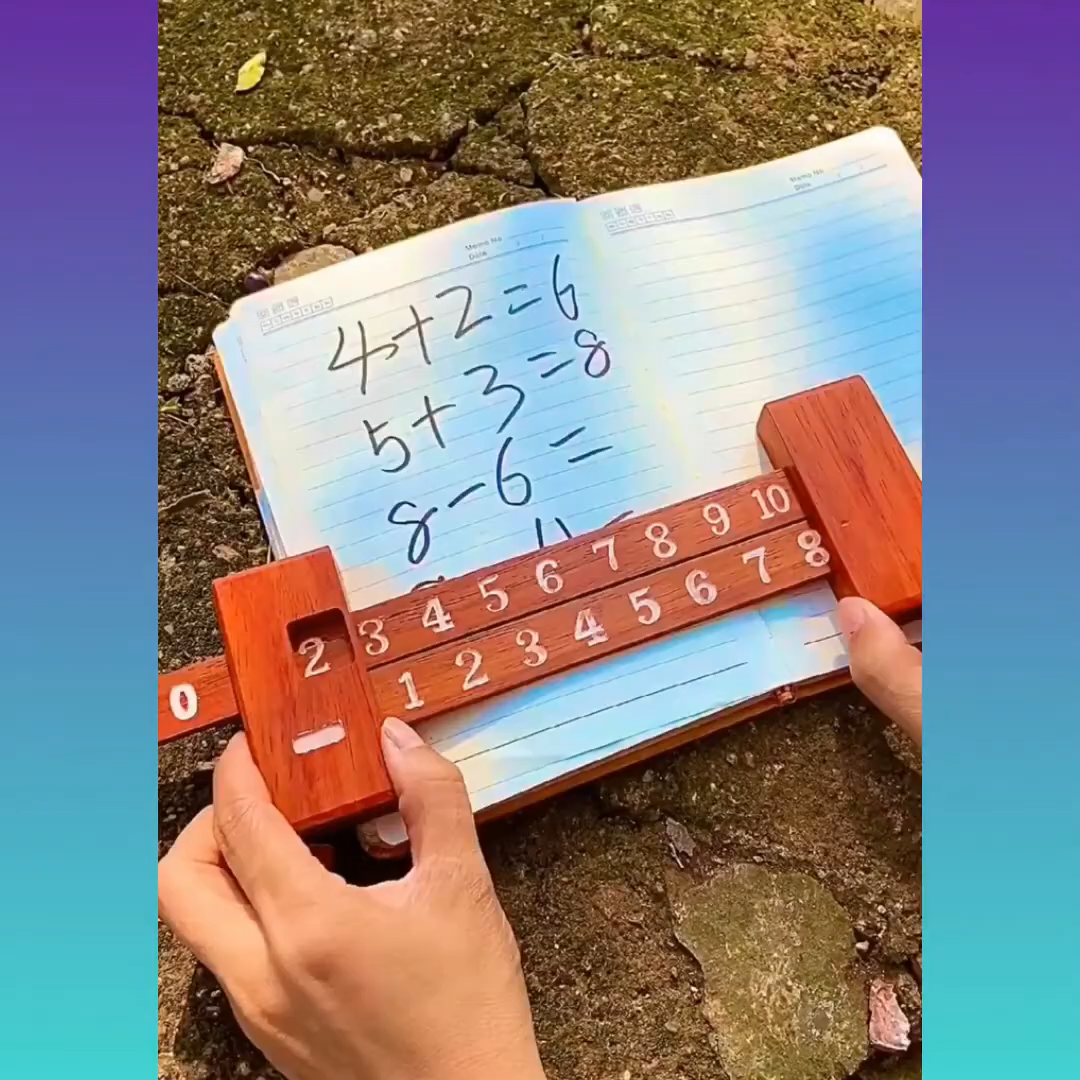 Memo No.
Date
Memo No.
Date
4+2=6
5+3=8
8-6=
3 4 5 6 7 8 9 10
0 2
1 2 3 4 5 6 7 8
-